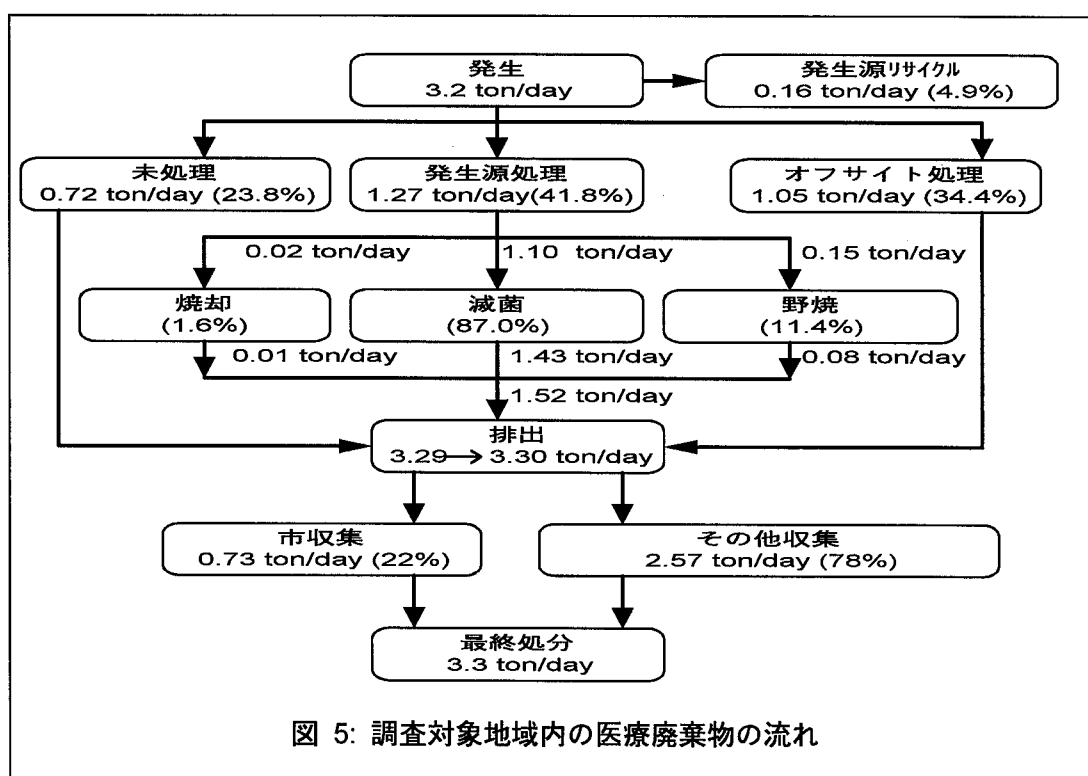 発生
3.2 ton/day
発生源リサイクル
0.16 ton/day (4.9%)
未処理
0.72 ton/day (23.8%)
発生源処理
1.27 ton/day(41.8%)
オフサイト処理
1.05 ton/day (34.4%)
0.02 ton/day
1.10 ton/day
0.15 ton/day
焼却
(1.6%)
滅菌
(87.0%)
野焼
(11.4%)
0.01 ton/day
1.43 ton/day
0.08 ton/day
1.52 ton/day
排出
3.29→3.30 ton/day
市収集
0.73 ton/day (22%)
その他収集
2.57 ton/day (78%)
最終処分
3.3 ton/day
図 5: 調査対象地域内の医療廃棄物の流れ